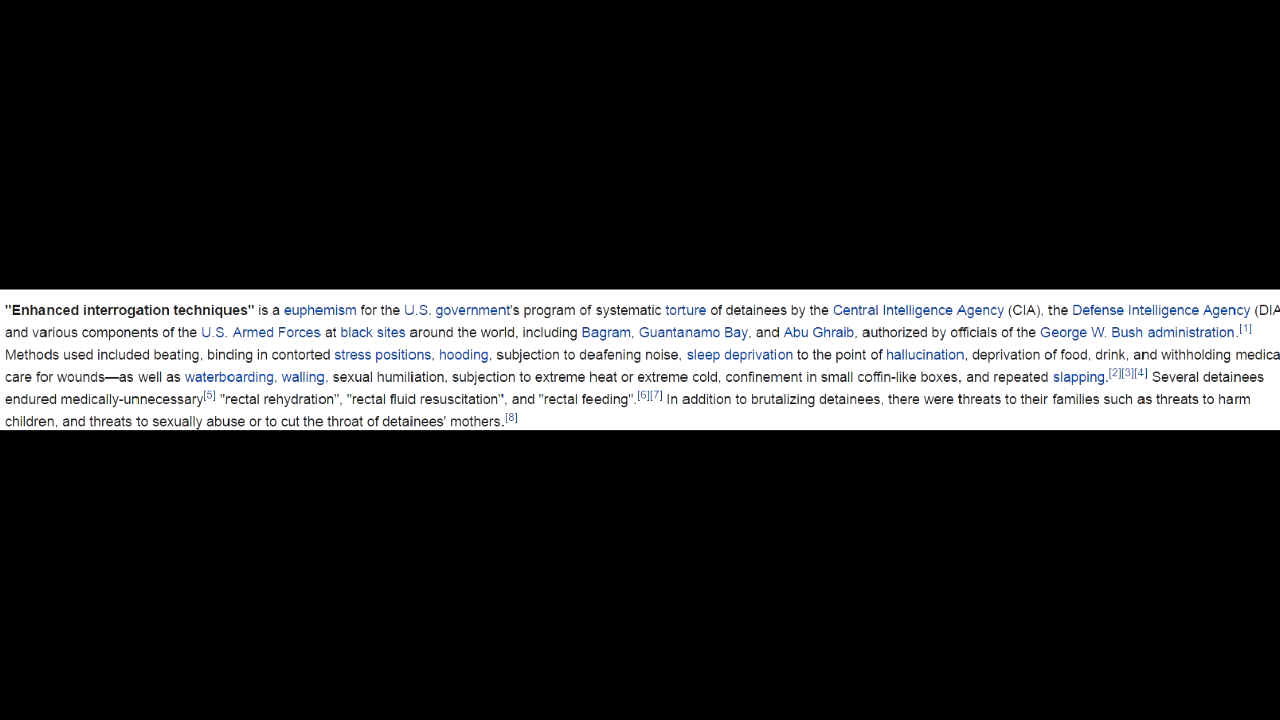 "Enhanced interrogation techniques" is a euphemism for the U.S. government's program of systematic torture of detainees by the Central Intelligence Agency (CIA), the Defense Intelligence Agency (DIA
and various components of the U.S. Armed Forces at black sites around the world, including Bagram, Guantanamo Bay, and Abu Ghraib, authorized by officials of the George W. Bush administration.[1]
Methods used included beating, binding in contorted stress positions, hooding, subjection to deafening noise, sleep deprivation to the point of hallucination, deprivation of food, drink, and withholding medica
care for wounds—as well as waterboarding, walling, sexual humiliation, subjection to extreme heat or extreme cold, confinement in small coffin-like boxes, and repeated slapping.[2][3][4] Several detainees
endured medically-unnecessary[5] "rectal rehydration", "rectal fluid resuscitation", and "rectal feeding".[6][7] In addition to brutalizing detainees, there were threats to their families such as threats to harm
children, and threats to sexually abuse or to cut the throat of detainees' mothers.[8]